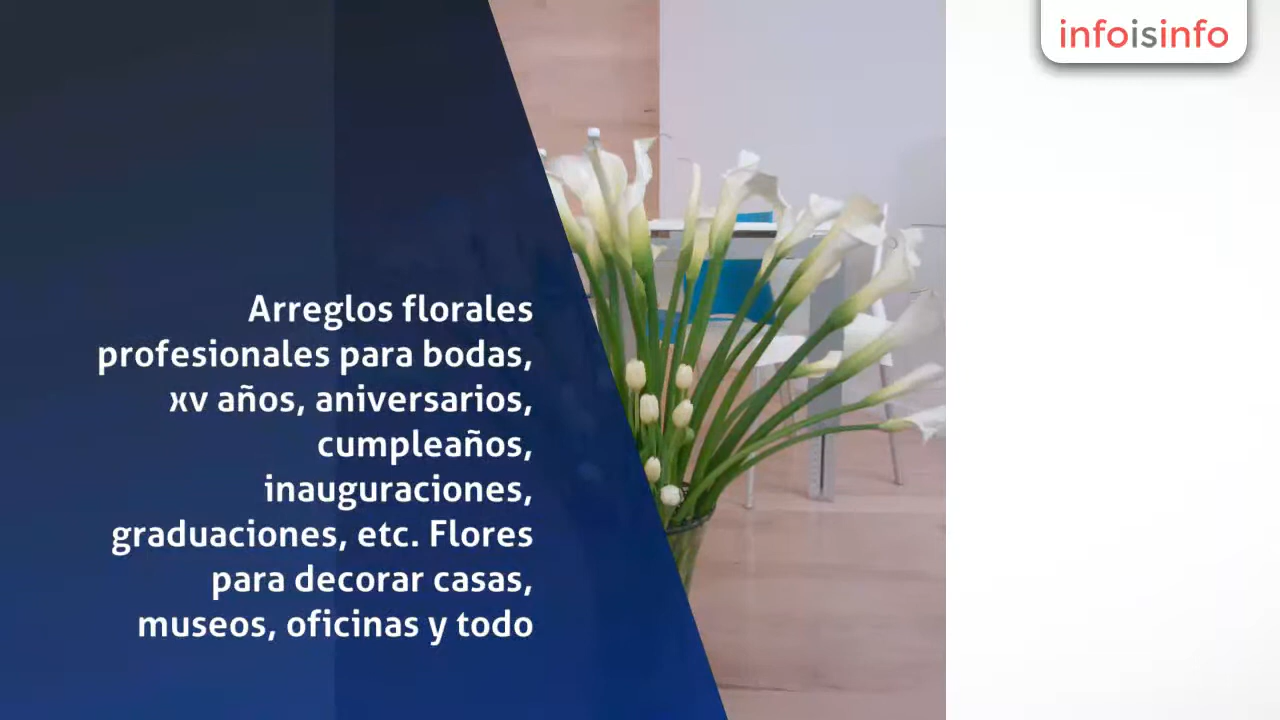 infoisinfo
Arreglos florales
profesionales para bodas,
xv años, aniversarios,
cumpleaños,
inauguraciones,
graduaciones, etc. Flores
para decorar casas,
museos, oficinas y todo